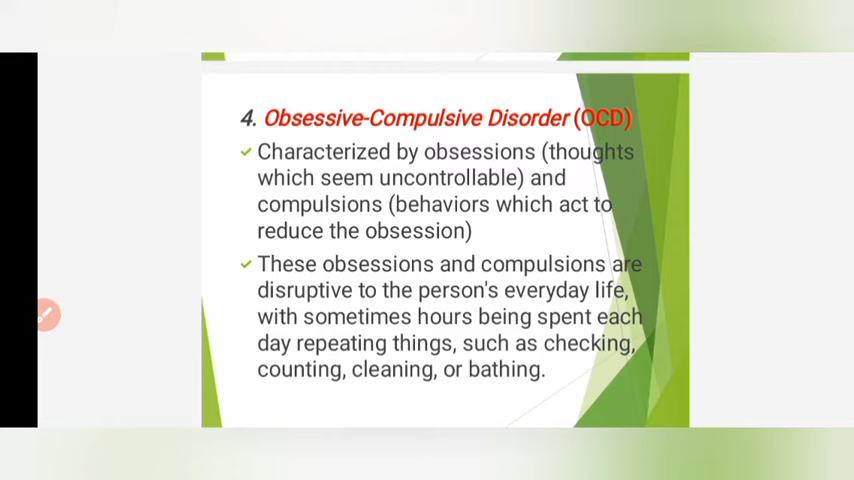 4. Obsessive-Compulsive Disorder (OCD)
Characterized by obsessions (thoughts
which seem uncontrollable) and
compulsions (behaviors which act to
reduce the obsession)
These obsessions and compulsions are
disruptive to the person's everyday life,
with sometimes hours being spent each
day repeating things, such as checking,
counting, cleaning, or bathing.